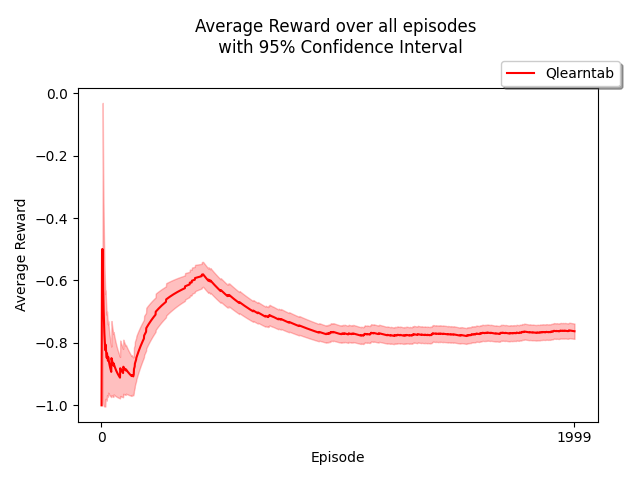 Average Reward over all episodes
with 95% Confidence Interval
Qlearntab
0.0
−0.2
−0.4
−0.6
−0.8
−1.0
Average Reward
0
1999
Episode